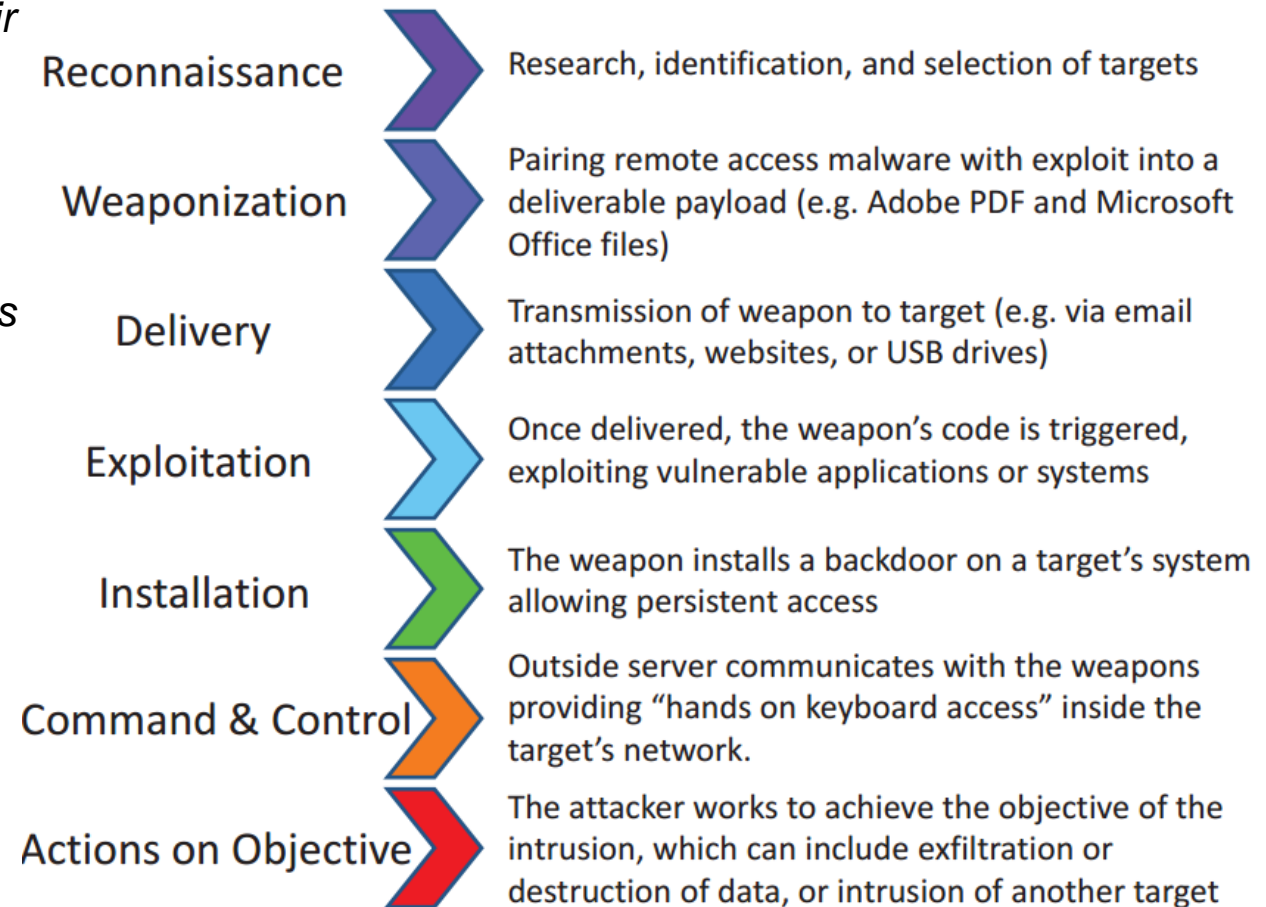 ir
Reconnaissance
Research, identification, and selection of targets
Weaponization
Pairing remote access malware with exploit into a
deliverable payload (e.g. Adobe PDF and Microsoft
Office files)
s
Delivery
Transmission of weapon to target (e.g. via email
attachments, websites, or USB drives)
Exploitation
Once delivered, the weapon’s code is triggered,
exploiting vulnerable applications or systems
Installation
The weapon installs a backdoor on a target’s system
allowing persistent access
Command & Control
Outside server communicates with the weapons
providing “hands on keyboard access” inside the
target’s network.
Actions on Objective
The attacker works to achieve the objective of the
intrusion, which can include exfiltration or
destruction of data, or intrusion of another target